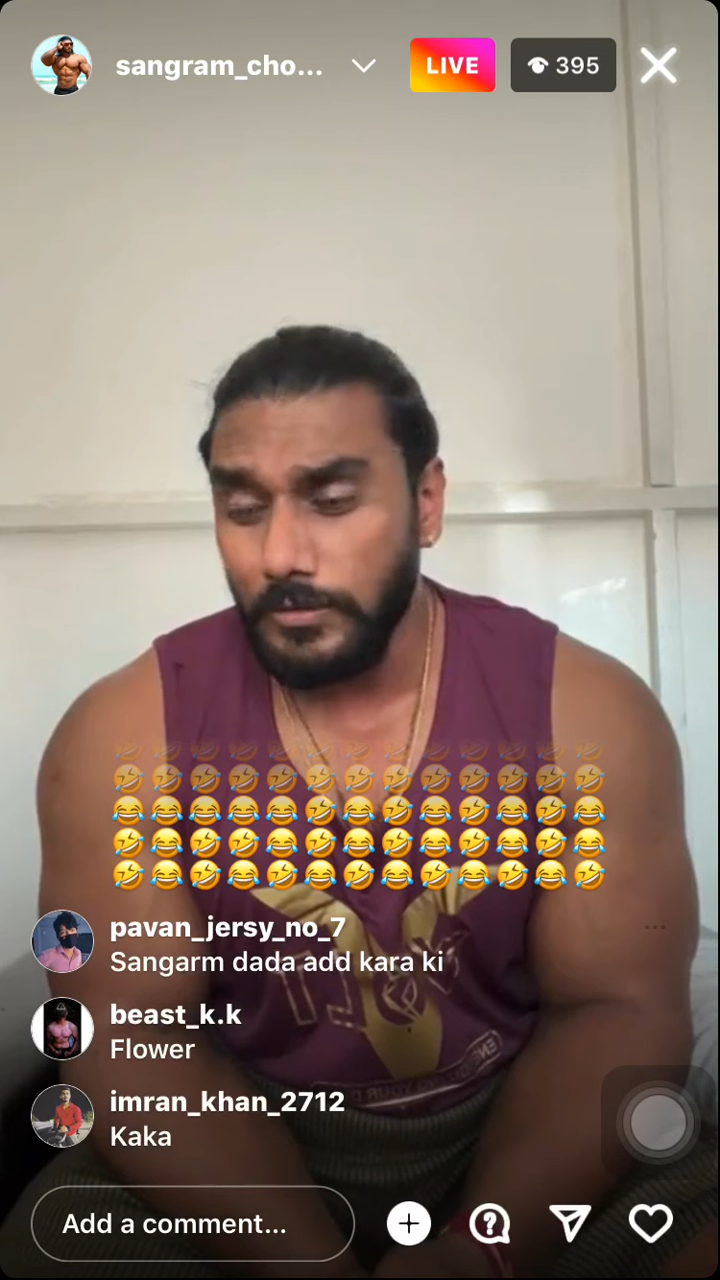 sangram_cho...
LIVE
395
🤣🤣🤣🤣🤣🤣🤣🤣🤣🤣🤣🤣🤣
😂😂😂😂😂🤣😂🤣😂🤣😂🤣😂
🤣😂🤣🤣😂🤣😂🤣😂🤣😂🤣😂
🤣😂🤣😂🤣😂🤣😂🤣😂🤣😂🤣
pavan_jersy_no_7
Sangarm dada add kara ki
beast_k.k
Flower
imran_khan_2712
Kaka
Add a comment...